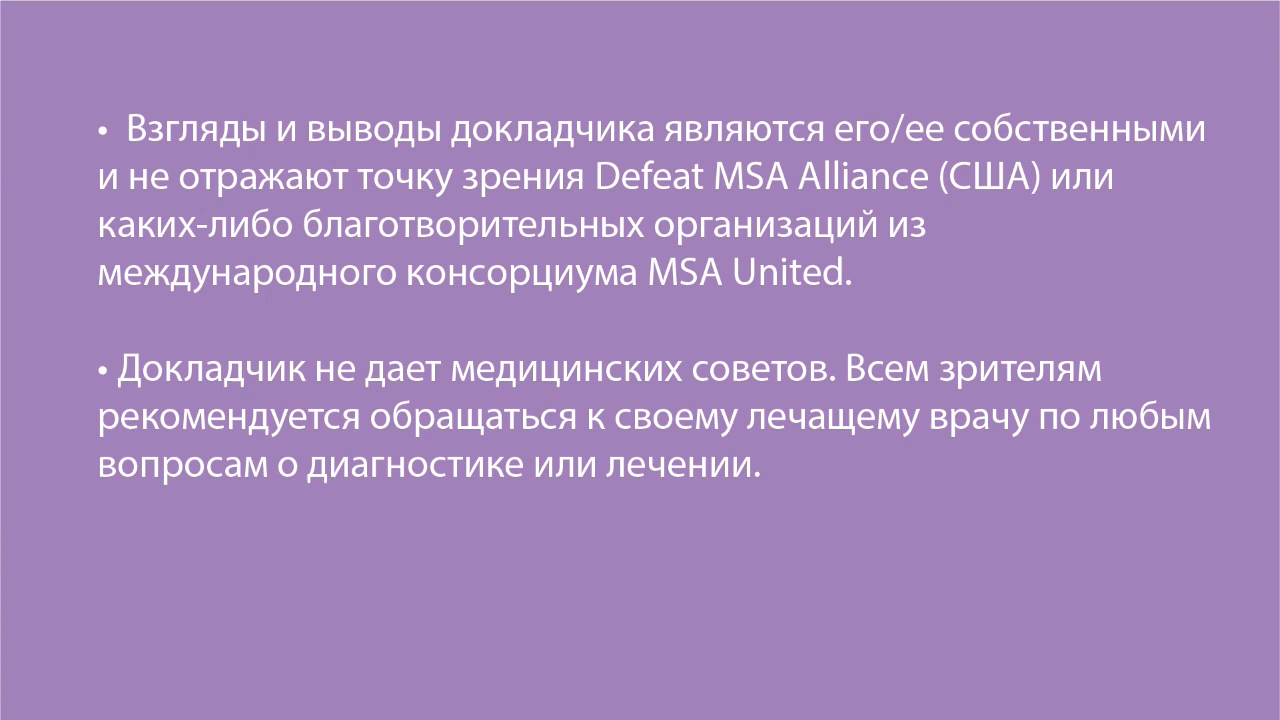 • Взгляды и выводы докладчика являются его/ее собственными
и не отражают точку зрения Defeat MSA Alliance (США) или
каких-либо благотворительных организаций из
международного консорциума MSA United.
• Докладчик не дает медицинских советов. Всем зрителям
рекомендуется обращаться к своему лечащему врачу по любым
вопросам о диагностике или лечении.